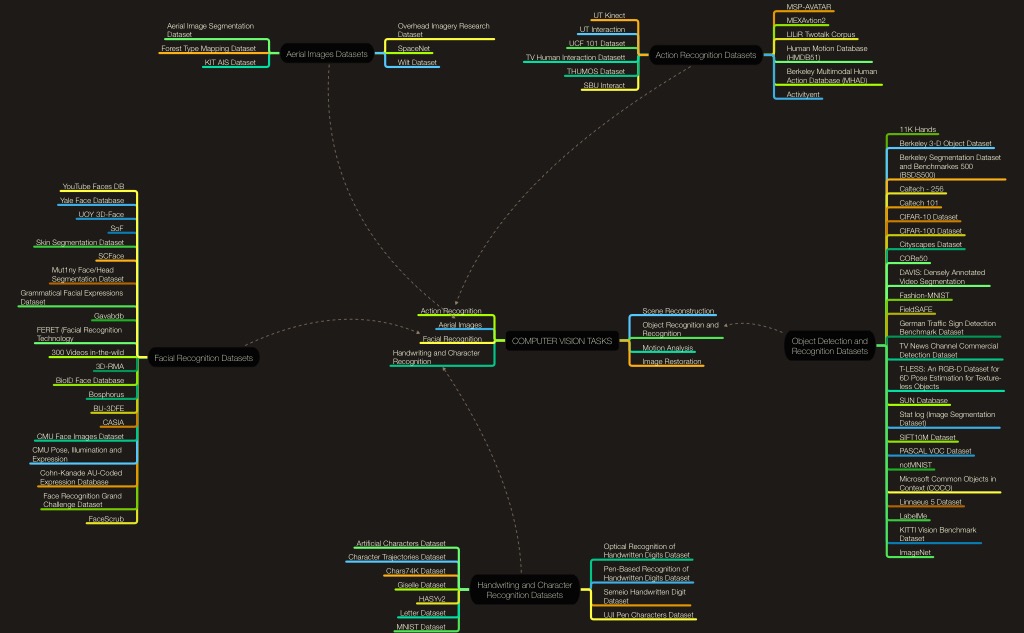 Aerial Image Segmentation
Dataset
Forest Type Mapping Dataset
KIT AIS Dataset
Aerial Images Datasets
Overhead Imagery Research
Dataset
SpaceNet
Wilt Dataset
UT Kinect
UT Interaction
UCF 101 Dataset
TV Human Interaction Datasett
THUMOS Dataset
SBU Interact
Action Recognition Datasets
MSP-AVATAR
MEXAvtion2
LILiR Twotalk Corpus
Human Motion Database
(HMDB51)
Berkeley Multimodal Human
Action Database (MHAD)
Activityent
YouTube Faces DB
Yale Face Database
UOY 3D-Face
SoF
Skin Segmentation Dataset
SCFace
Mut1ny Face/Head
Segmentation Dataset
Grammatical Facial Expressions
Dataset
Gavabdb
FERET (Facial Recognition
Technology
300 Videos in-the-wild
3D-RMA
BioID Face Database
Bosphorus
BU-3DFE
CASIA
CMU Face Images Dataset
CMU Pose, Illumination and
Expression
Cohn-Kanade AU-Coded
Expression Database
Face Recognition Grand
Challenge Dataset
FaceScrub
Facial Recognition Datasets
Action Recognition
Aerial Images
Facial Recognition
Handwriting and Character
Recognition
COMPUTER VISION TASKS
Scene Reconstruction
Object Recognition and
Recognition
Motion Analysis
Image Restoration
Object Detection and
Recognition Datasets
11K Hands
Berkeley 3-D Object Dataset
Berkeley Segmentation Dataset
and Benchmarkes 500
(BSDS500)
Caltech - 256
Caltech 101
CIFAR-10 Dataset
CIFAR-100 Dataset
Cityscapes Dataset
CORe50
DAVIS: Densely Annotated
Video Segmentation
Fashion-MNIST
FieldSAFE
German Traffic Sign Detection
Benchmark Dataset
TV News Channel Commercial
Detection Dataset
T-LESS: An RGB-D Dataset for
6D Pose Estimation for Texture-
less Objects
SUN Database
Stat log (Image Segmentation
Dataset)
SIFT10M Dataset
PASCAL VOC Dataset
notMNIST
Microsoft Common Objects in
Context (COCO)
Linnaeus 5 Dataset
LabelMe
KITTI Vision Benchmark
Dataset
ImageNet
Artificial Characters Dataset
Character Trajectories Dataset
Chars74K Dataset
Giselle Dataset
HASYv2
Letter Dataset
MNIST Dataset
Handwriting and Character
Recognition Datasets
Optical Recognition of
Handwritten Digits Dataset
Pen-Based Recognition of
Handwritten Digits Dataset
Semeio Handwritten Digit
Dataset
UJI Pen Characters Dataset